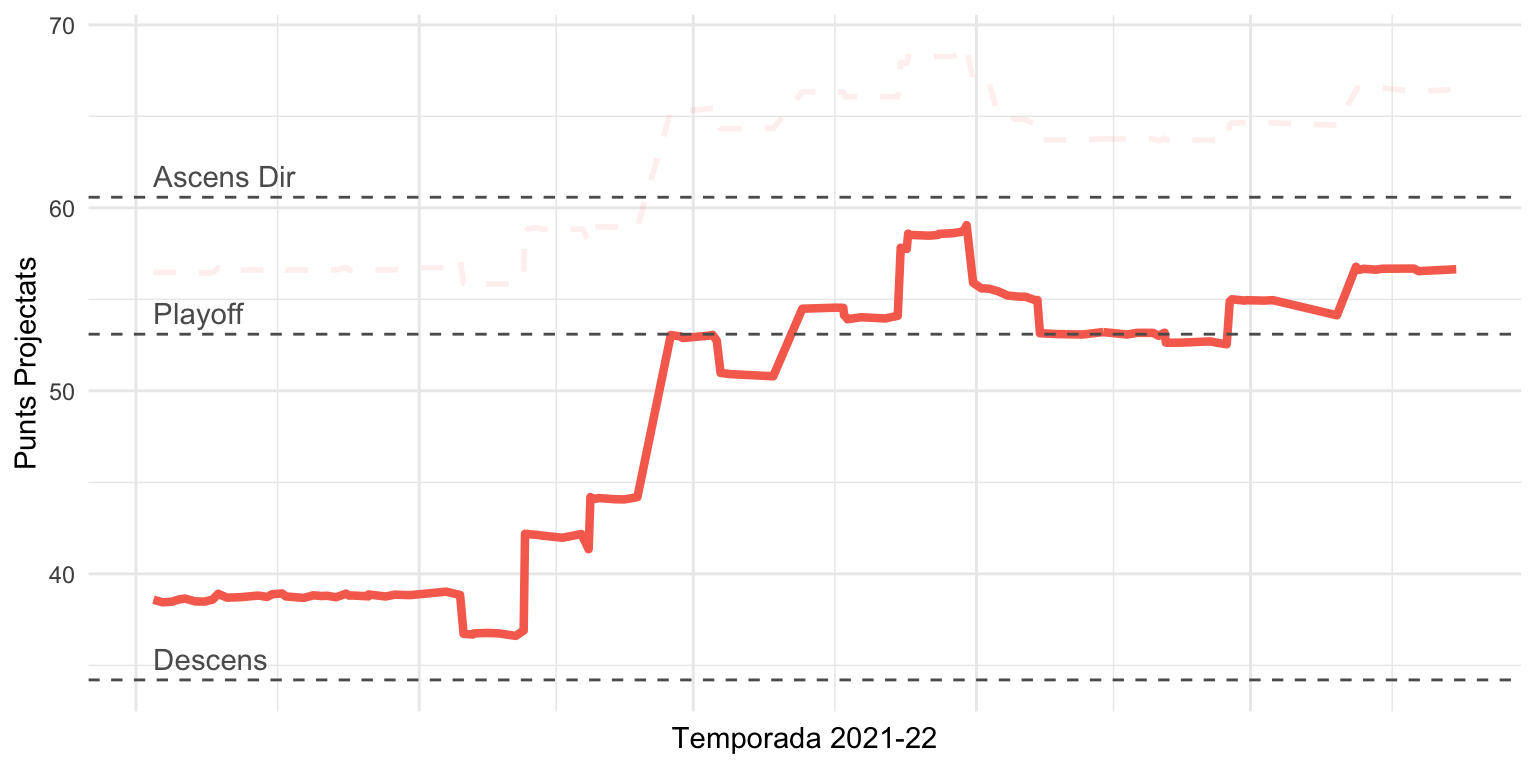 70
Ascens Dir
60
Playoff
50
40
Descens
Punts Projectats
Temporada 2021-22